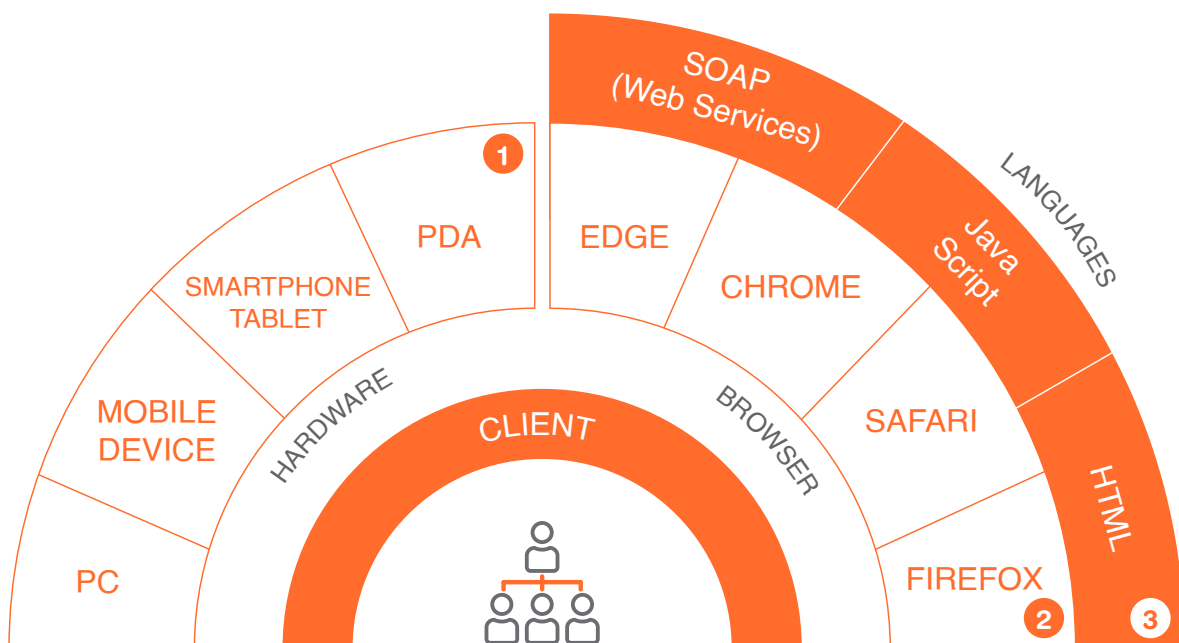 SOAP
(Web Services)
LANGUAGES
Java
Script
HTML
3
1
PDA
SMARTPHONE
TABLET
MOBILE
DEVICE
PC
HARDWARE
EDGE
CHROME
SAFARI
FIREFOX
2
BROWSER
CLIENT